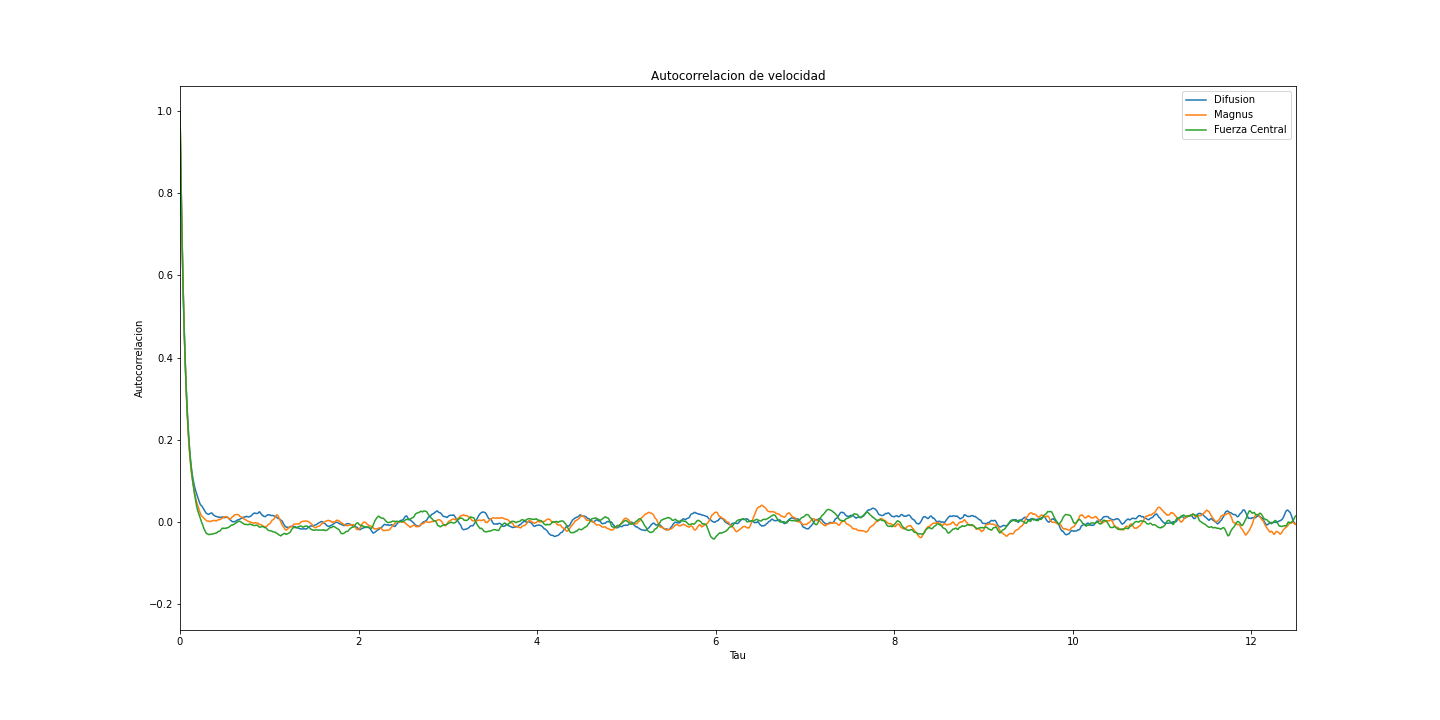 Autocorrelacion de velocidad
Difusion
Magnus
Fuerza Central
1.0
0.8
0.6
0.4
0.2
0.0
−0.2
Autocorrelacion
0 2 4 6 8 10 12
Tau